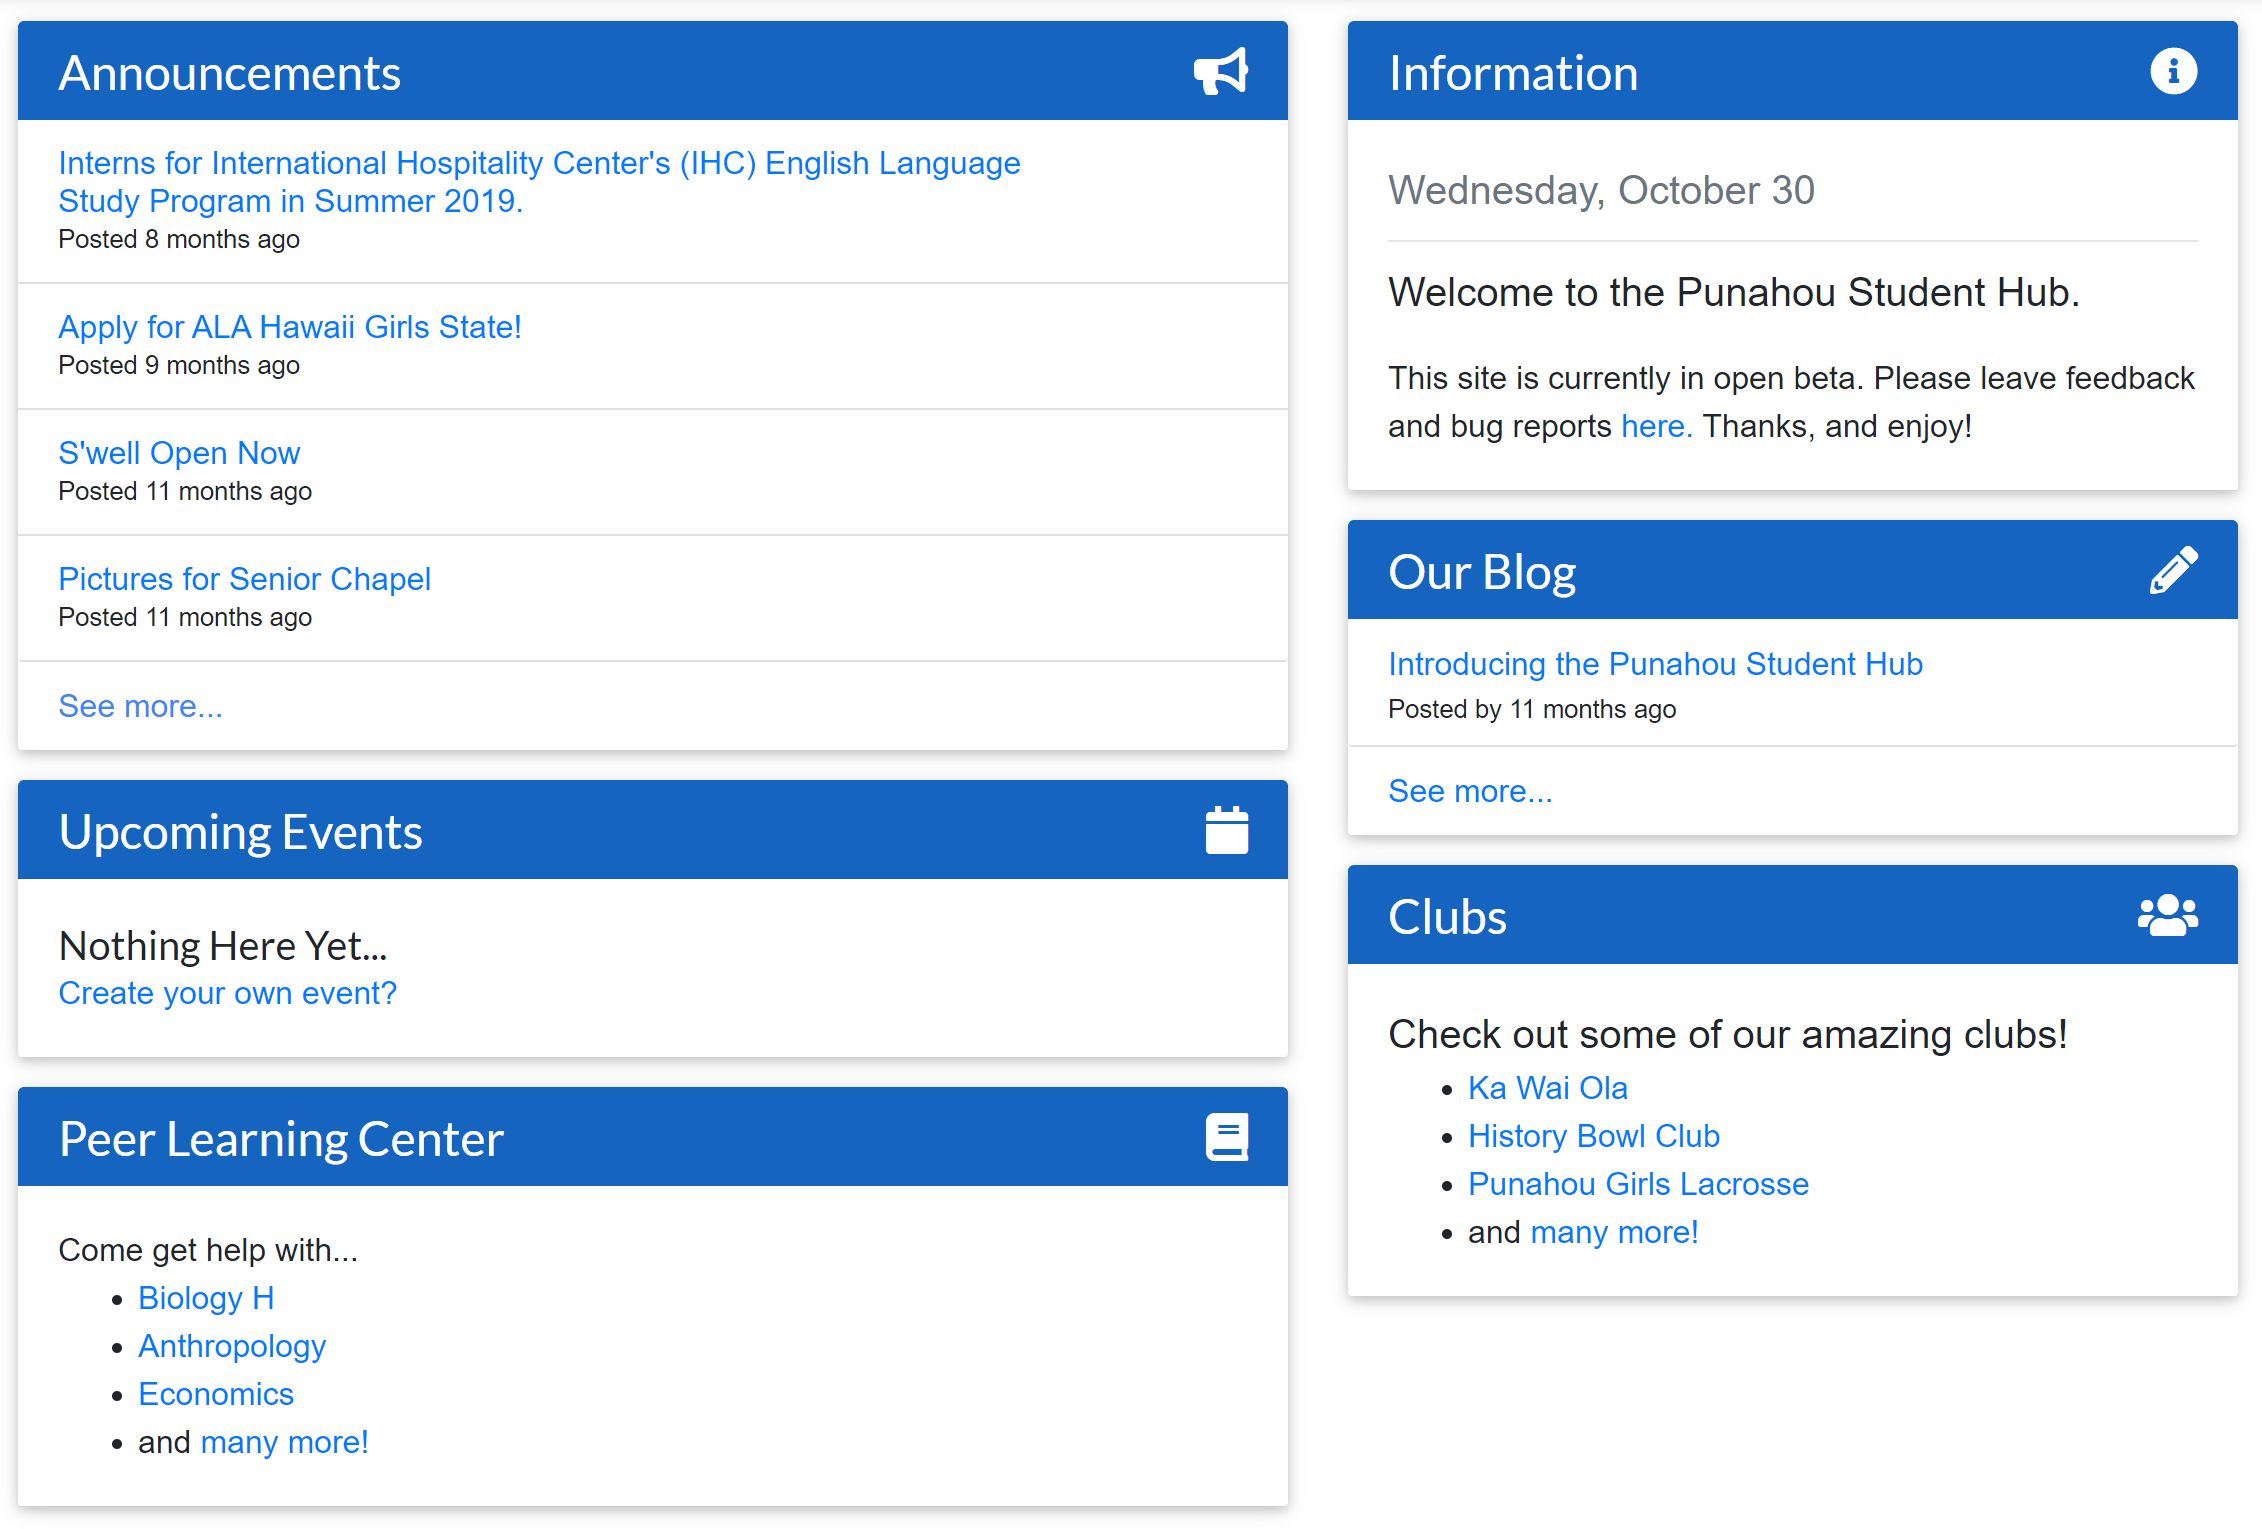 Announcements
Interns for International Hospitality Center's (IHC) English Language
Study Program in Summer 2019.
Posted 8 months ago
Apply for ALA Hawaii Girls State!
Posted 9 months ago
S'well Open Now
Posted 11 months ago
Pictures for Senior Chapel
Posted 11 months ago
See more...
Upcoming Events
Nothing Here Yet...
Create your own event?
Peer Learning Center
Come get help with...
• Biology H
• Anthropology
• Economics
• and many more!
Information
Wednesday, October 30
Welcome to the Punahou Student Hub.
This site is currently in open beta. Please leave feedback
and bug reports here. Thanks, and enjoy!
Our Blog
Introducing the Punahou Student Hub
Posted by 11 months ago
See more...
Clubs
Check out some of our amazing clubs!
• Ka Wai Ola
• History Bowl Club
• Punahou Girls Lacrosse
• and many more!